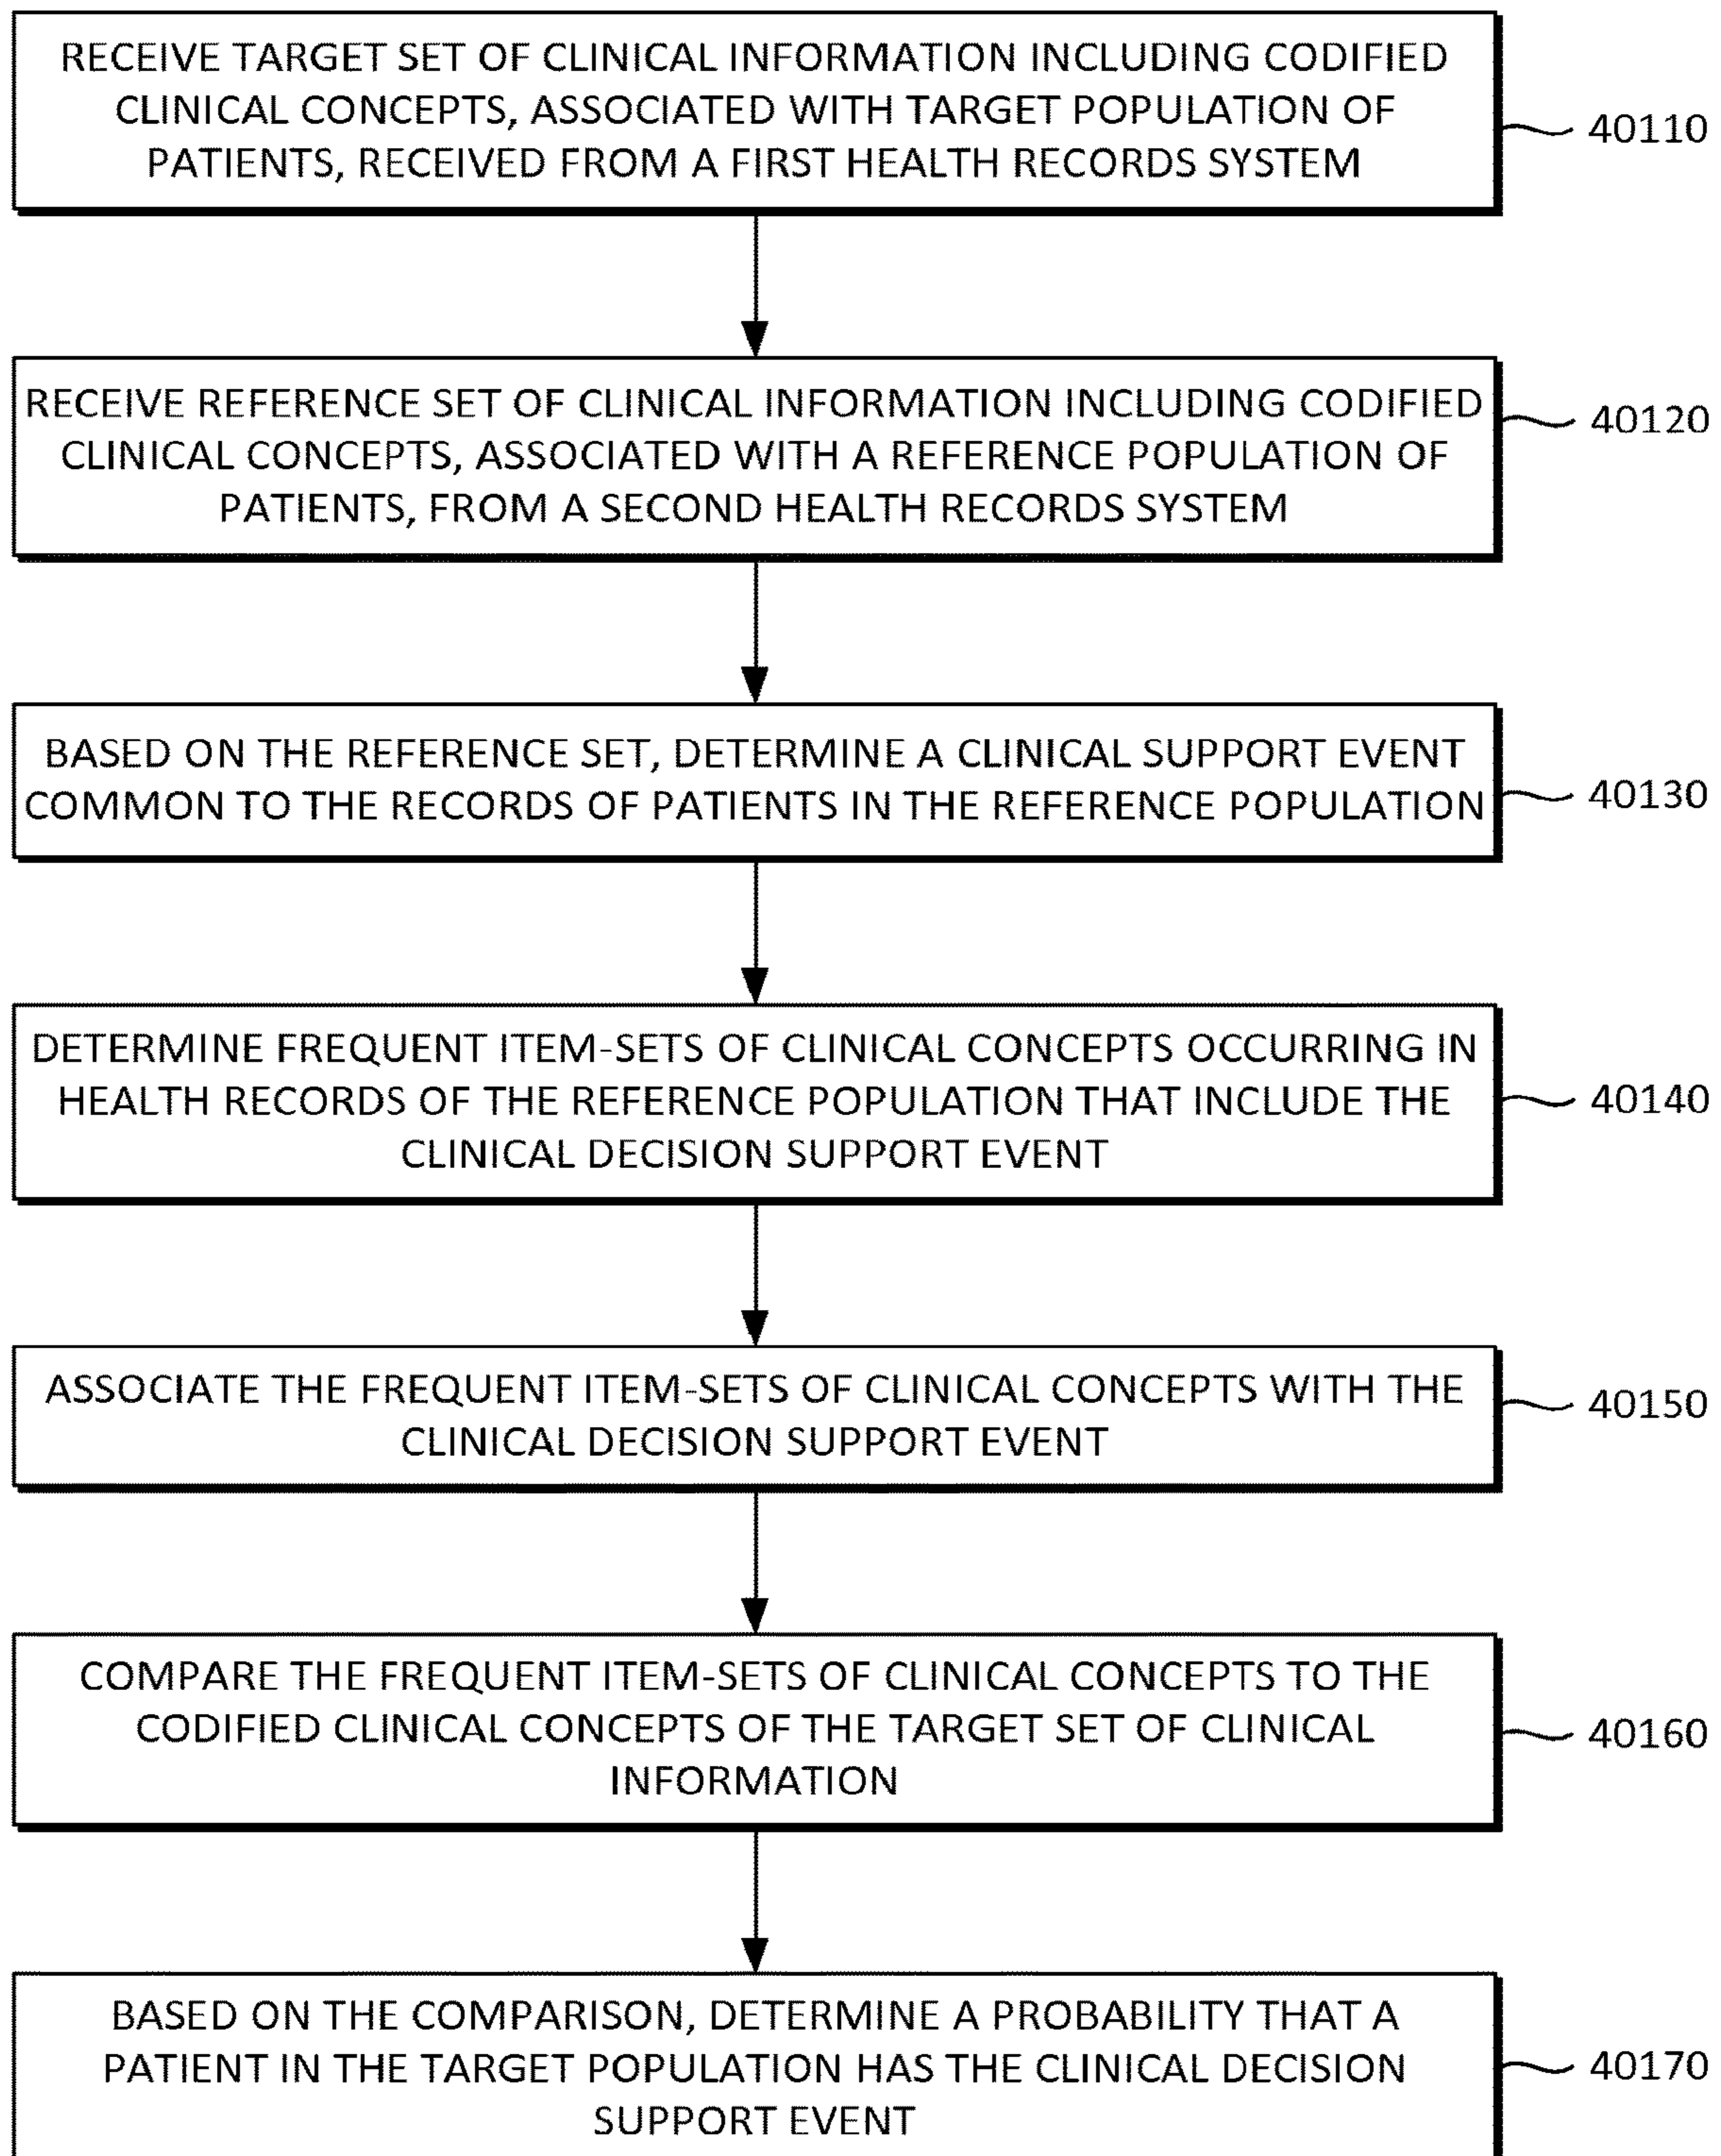 RECEIVE TARGET SET OF CLINICAL INFORMATION INCLUDING CODIFIED
CLINICAL CONCEPTS, ASSOCIATED WITH TARGET POPULATION OF
PATIENTS, RECEIVED FROM A FIRST HEALTH RECORDS SYSTEM
40110
RECEIVE REFERENCE SET OF CLINICAL INFORMATION INCLUDING CODIFIED
CLINICAL CONCEPTS, ASSOCIATED WITH A REFERENCE POPULATION OF
PATIENTS, FROM A SECOND HEALTH RECORDS SYSTEM
40120
BASED ON THE REFERENCE SET, DETERMINE A CLINICAL SUPPORT EVENT
COMMON TO THE RECORDS OF PATIENTS IN THE REFERENCE POPULATION
40130
DETERMINE FREQUENT ITEM-SETS OF CLINICAL CONCEPTS OCCURRING IN
HEALTH RECORDS OF THE REFERENCE POPULATION THAT INCLUDE THE
CLINICAL DECISION SUPPORT EVENT
40140
ASSOCIATE THE FREQUENT ITEM-SETS OF CLINICAL CONCEPTS WITH THE
CLINICAL DECISION SUPPORT EVENT
40150
COMPARE THE FREQUENT ITEM-SETS OF CLINICAL CONCEPTS TO THE
CODIFIED CLINICAL CONCEPTS OF THE TARGET SET OF CLINICAL
INFORMATION
40160
BASED ON THE COMPARISON, DETERMINE A PROBABILITY THAT A
PATIENT IN THE TARGET POPULATION HAS THE CLINICAL DECISION
SUPPORT EVENT
40170